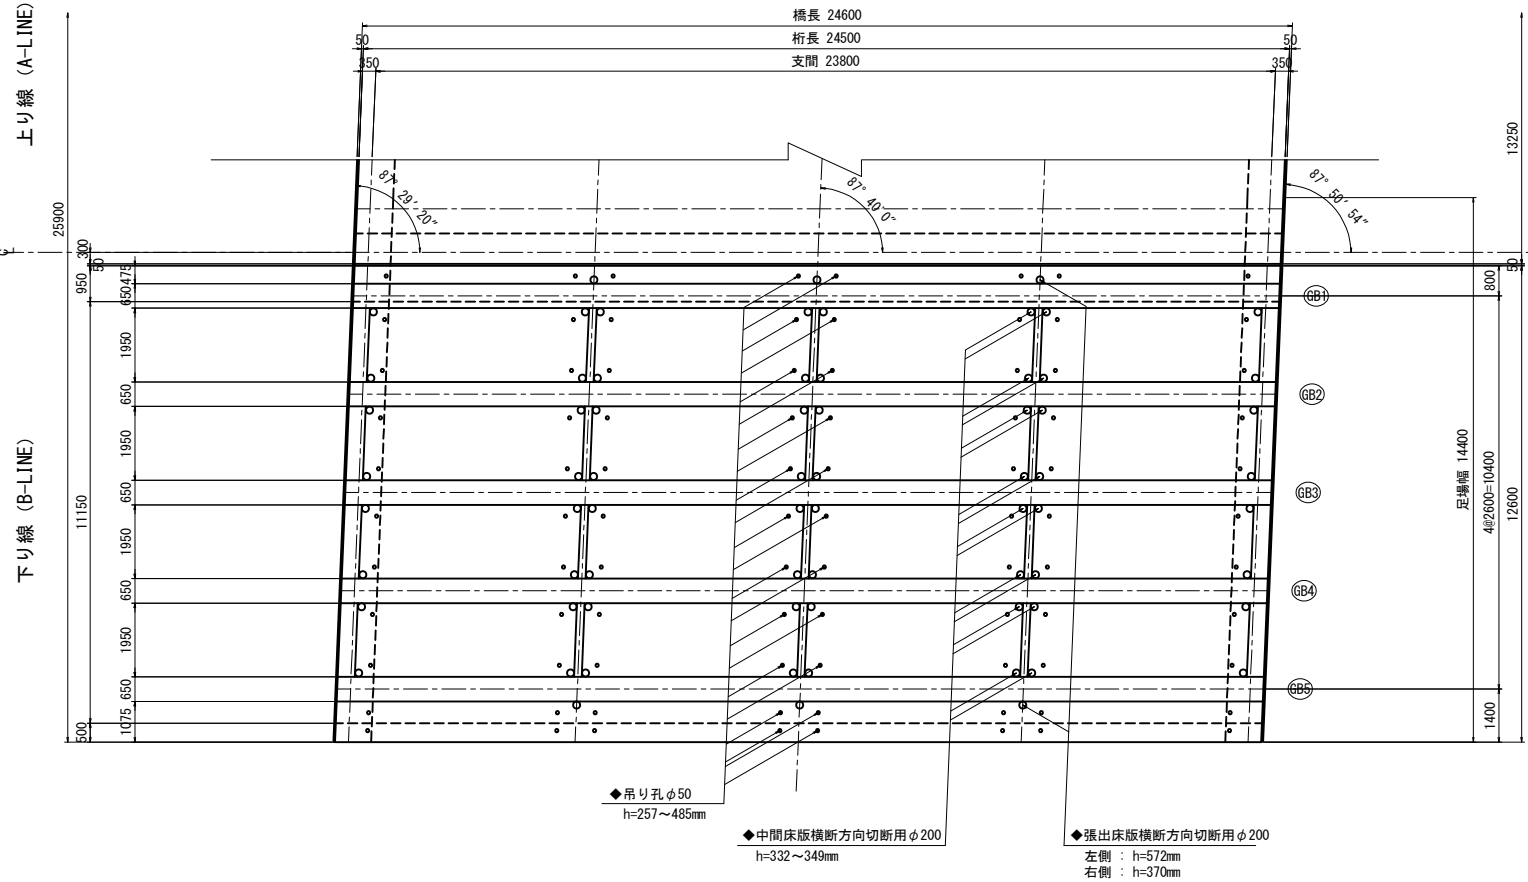 橋長 24600
50
桁長 24500
50
350
支間 23800
350
上り線 (A-LINE)
下り線 (B-LINE)
25900
87° 29′ 20″
87° 40′ 0″
87° 50′ 54″
13250
℄
300
50
950
475
650
1950
650
1950
650
1950
650
1950
650
1075
11150
500
50
800
足場幅 14400
4@2600=10400
12600
1400
GB1
GB2
GB3
GB4
GB5
◆吊り孔φ50
h=257～485mm
◆中間床版横断方向切断用φ200
h=332～349mm
◆張出床版横断方向切断用φ200
左側 : h=572mm
右側 : h=370mm